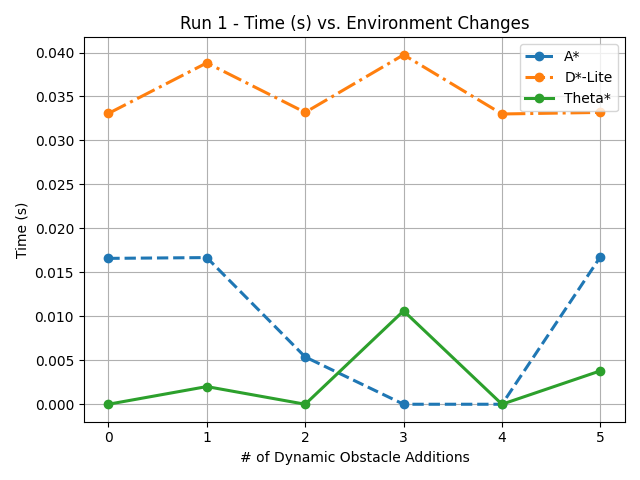 Run 1 - Time (s) vs. Environment Changes
A*
D*-Lite
Theta*
0.040
0.035
0.030
0.025
0.020
0.015
0.010
0.005
0.000
Time (s)
0 1 2 3 4 5
# of Dynamic Obstacle Additions